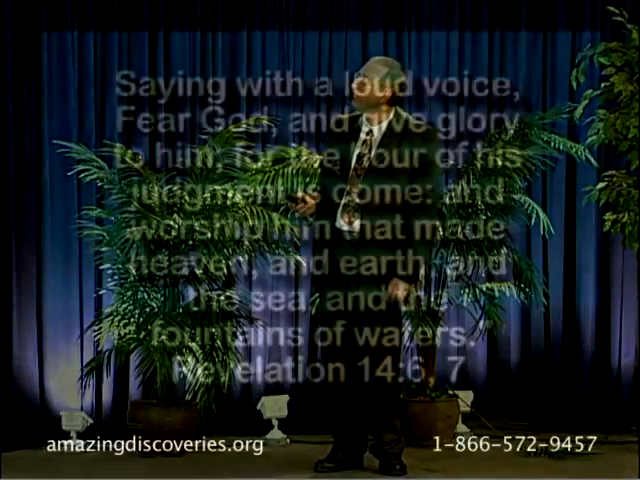 Saying with a loud voice,
Fear God, and give glory
to him; for the hour of his
judgment is come: and
worship him that made
heaven, and earth, and
the sea, and the
fountains of waters.
Revelation 14:6, 7
amazingdiscoveries.org
1-866-572-9457